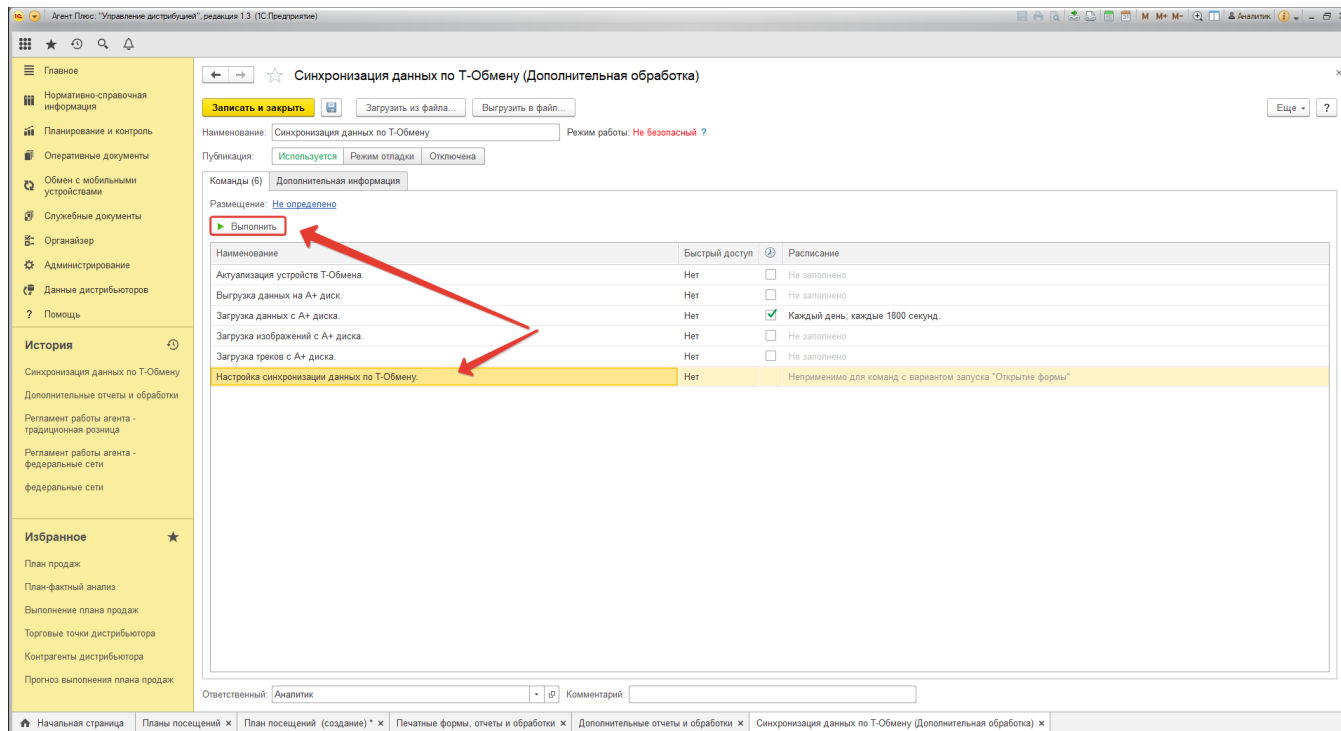 Агент Плюс: "Управление дистрибуцией", редакция 1.3 (1С:Предприятие)
M M+ M- Аналитик
Главное
Нормативно-справочная
информация
Планирование и контроль
Оперативные документы
Обмен с мобильными
устройствами
Служебные документы
Органайзер
Администрирование
Данные дистрибьюторов
? Помощь
История
Синхронизация данных по Т-Обмену
Дополнительные отчеты и обработки
Регламент работы агента -
традиционная розница
Регламент работы агента -
федеральные сети
федеральные сети
Избранное
План продаж
План-фактный анализ
Выполнение плана продаж
Торговые точки дистрибьютора
Контрагенты дистрибьютора
Прогноз выполнения плана продаж
Синхронизация данных по Т-Обмену (Дополнительная обработка)
Записать и закрыть Загрузить из файла... Выгрузить в файл... Еще ?
Наименование: Синхронизация данных по Т-Обмену Режим работы: Не безопасный ?
Публикация: Используется Режим отладки Отключена
Команды (6) Дополнительная информация
Размещение: Не определено
Выполнить
Наименование Быстрый доступ Расписание
Актуализация устройств Т-Обмена. Нет Не заполнено
Выгрузка данных на А+ диск. Нет Не заполнено
Загрузка данных с А+ диска. Нет Каждый день; каждые 1800 секунд.
Загрузка изображений с А+ диска. Нет Не заполнено
Загрузка треков с А+ диска. Нет Не заполнено
Настройка синхронизации данных по Т-Обмену. Нет Неприменимо для команд с вариантом запуска "Открытие формы"
Ответственный: Аналитик Комментарий:
Начальная страница Планы посещений × План посещений (создание) * × Печатные формы, отчеты и обработки × Дополнительные отчеты и обработки × Синхронизация данных по Т-Обмену (Дополнительная обработка) ×